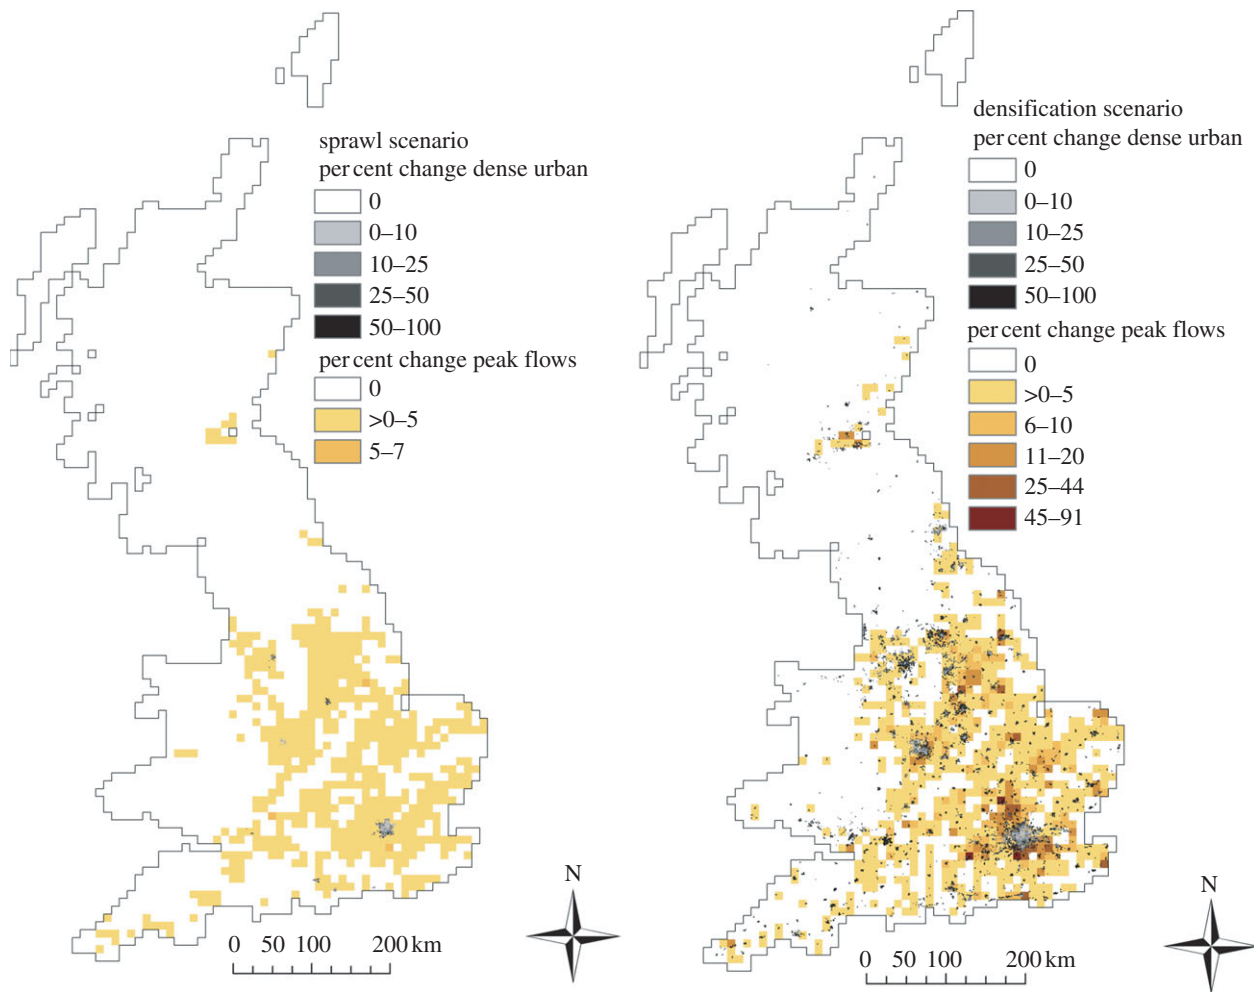 sprawl scenario
per cent change dense urban
0
0–10
10–25
25–50
50–100
per cent change peak flows
0
>0–5
5–7
N
0 50 100 200 km
densification scenario
per cent change dense urban
0
0–10
10–25
25–50
50–100
per cent change peak flows
0
>0–5
6–10
11–20
25–44
45–91
N
0 50 100 200 km